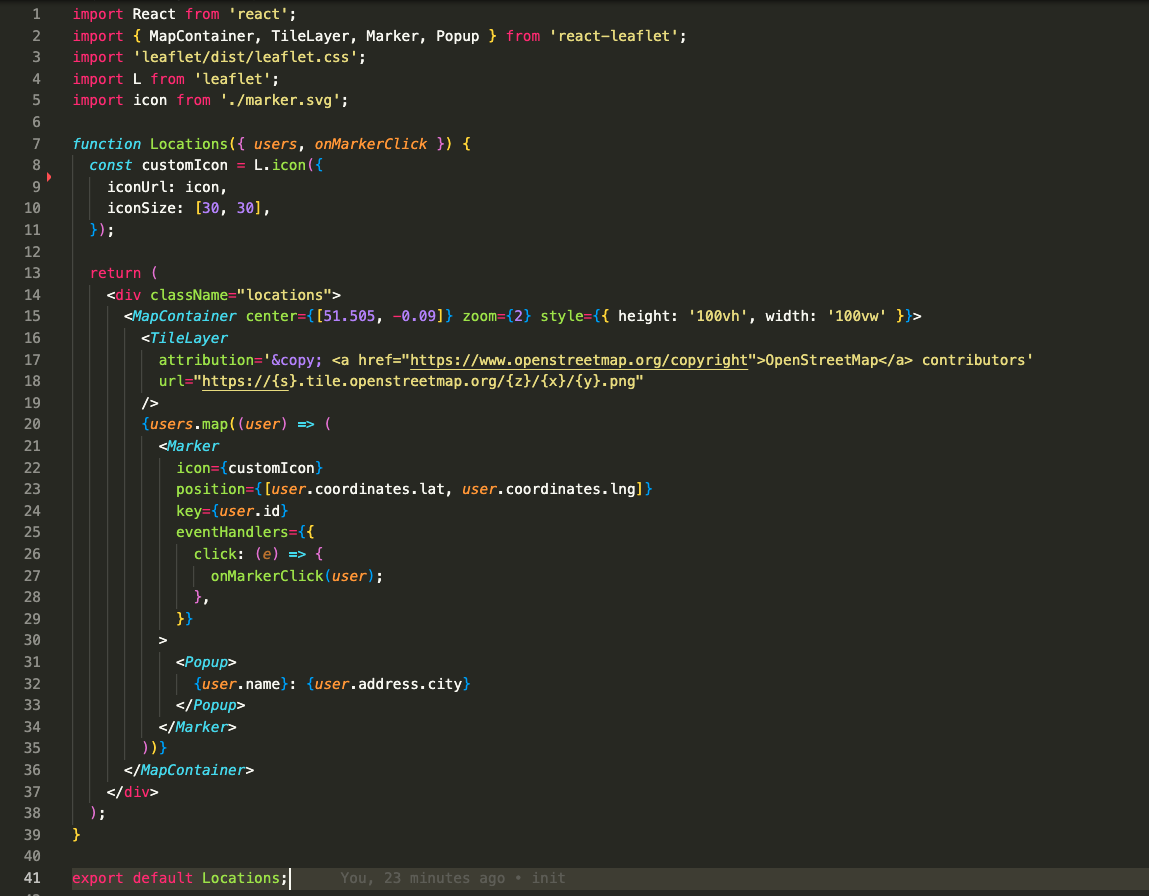 1 import React from 'react';
2 import { MapContainer, TileLayer, Marker, Popup } from 'react-leaflet';
3 import 'leaflet/dist/leaflet.css';
4 import L from 'leaflet';
5 import icon from './marker.svg';
6
7 function Locations({ users, onMarkerClick }) {
8   const customIcon = L.icon({
9     iconUrl: icon,
10     iconSize: [30, 30],
11   });
12
13   return (
14     <div className="locations">
15       <MapContainer center={[51.505, -0.09]} zoom={2} style={{ height: '100vh', width: '100vw' }}>
16         <TileLayer
17           attribution='&copy; <a href="https://www.openstreetmap.org/copyright">OpenStreetMap</a> contributors'
18           url="https://{s}.tile.openstreetmap.org/{z}/{x}/{y}.png"
19         />
20         {users.map((user) => (
21           <Marker
22             icon={customIcon}
23             position={[user.coordinates.lat, user.coordinates.lng]}
24             key={user.id}
25             eventHandlers={{
26               click: (e) => {
27                 onMarkerClick(user);
28               },
29             }}
30           >
31             <Popup>
32               {user.name}: {user.address.city}
33             </Popup>
34           </Marker>
35         ))}
36       </MapContainer>
37     </div>
38   );
39 }
40
41 export default Locations; You, 23 minutes ago • init